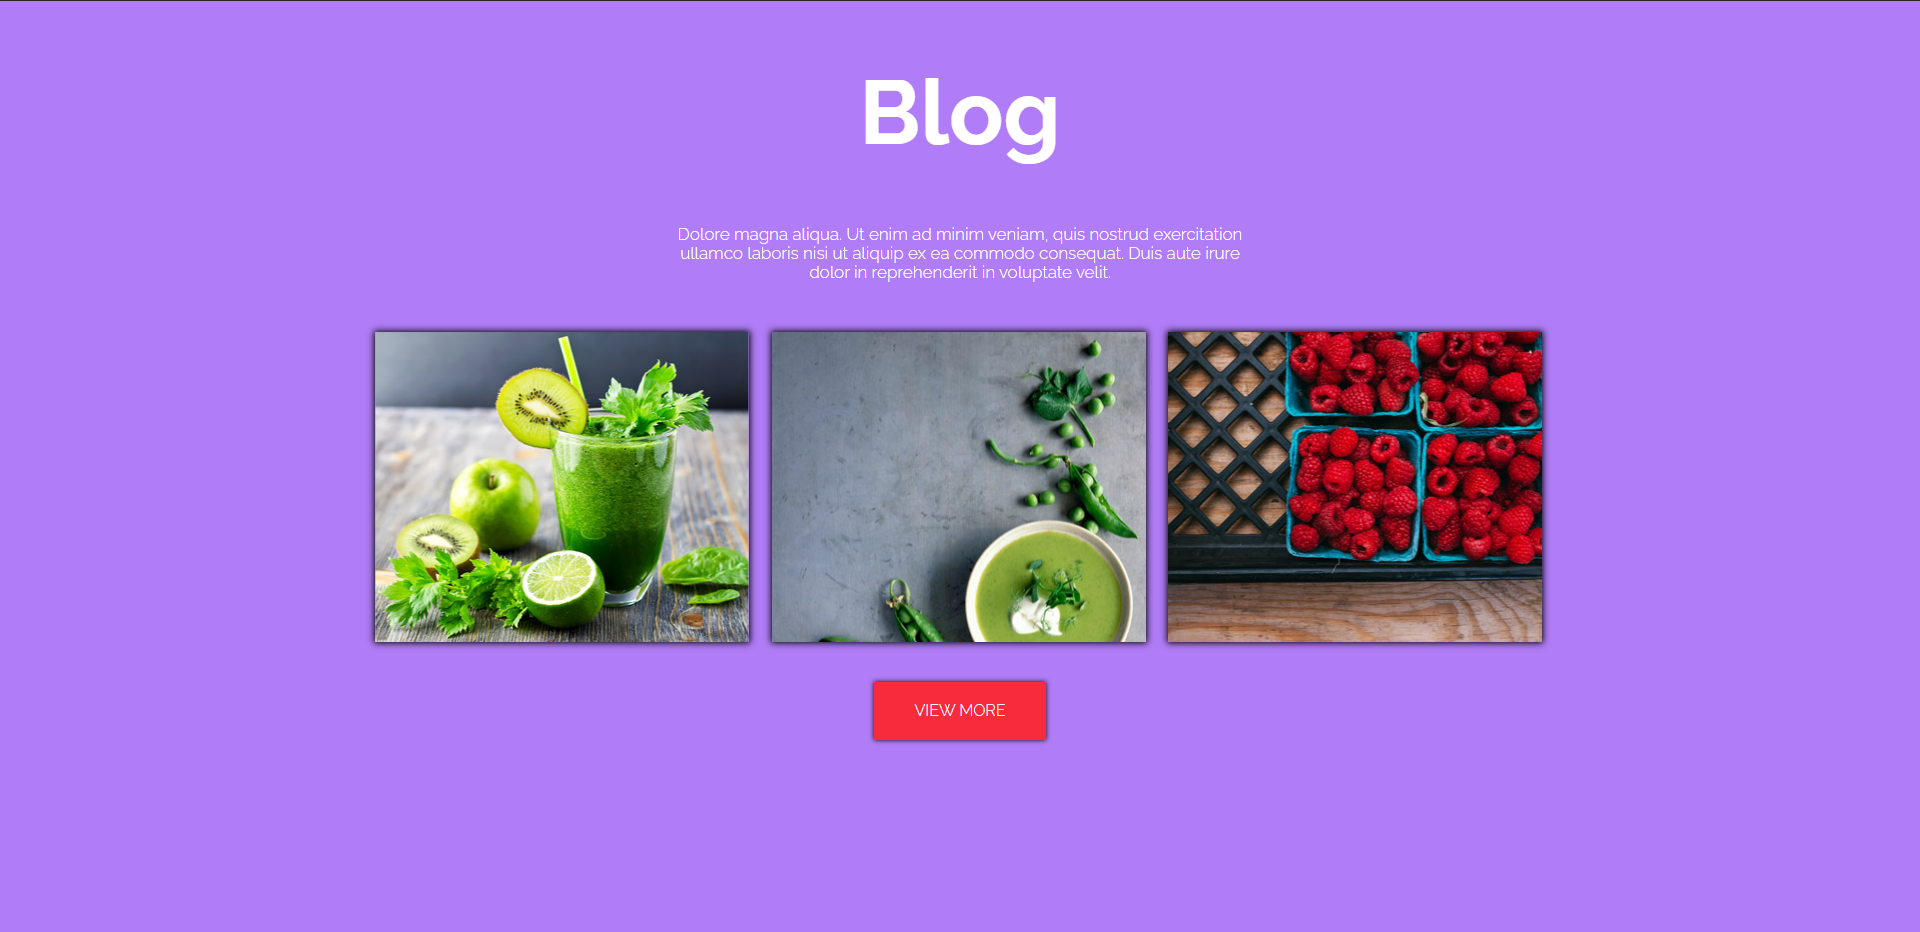 Blog
Dolore magna aliqua. Ut enim ad minim veniam, quis nostrud exercitation
ullamco laboris nisi ut aliquip ex ea commodo consequat. Duis aute irure
dolor in reprehenderit in voluptate velit.
VIEW MORE